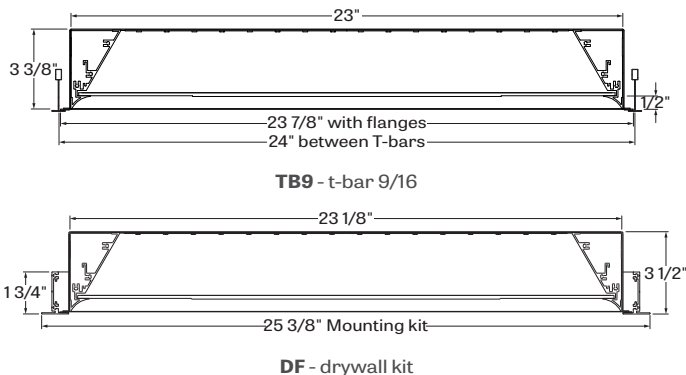 23"
3 3/8"
1/2"
23 7/8" with flanges
24" between T-bars
TB9 - t-bar 9/16
23 1/8"
3 1/2"
1 3/4"
25 3/8" Mounting kit
DF - drywall kit